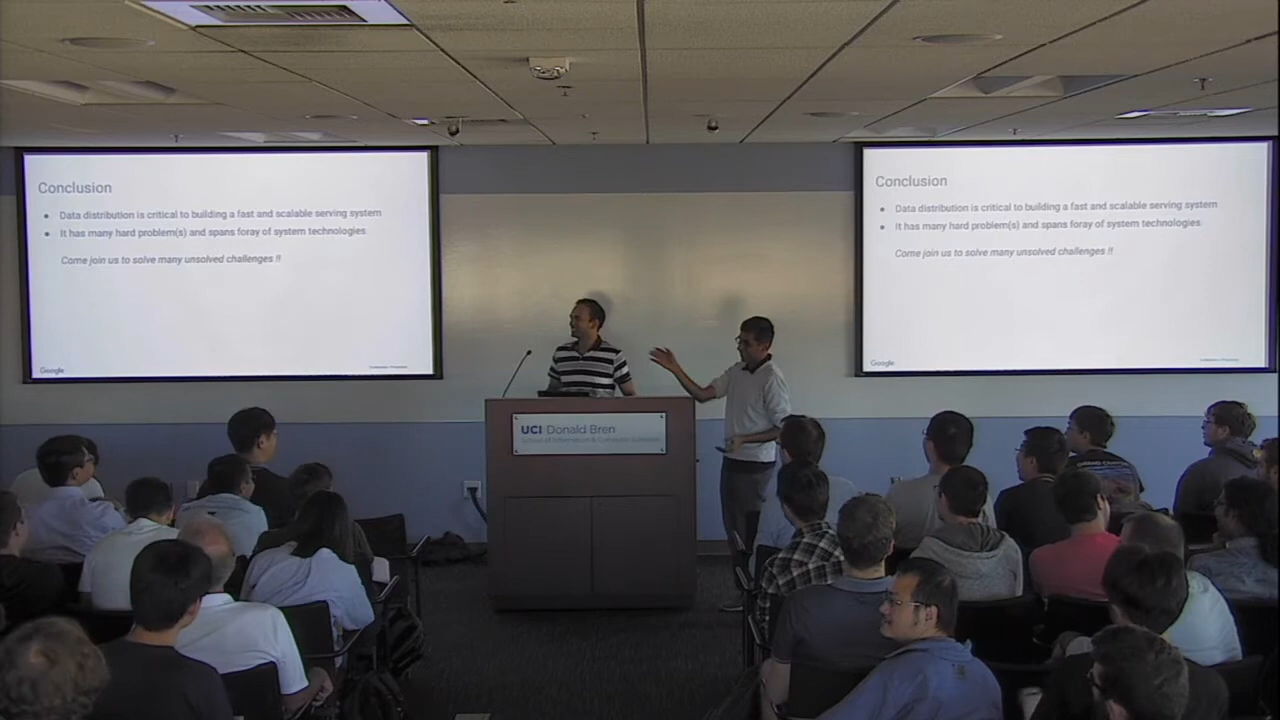 Conclusion
● Data distribution is critical to building a fast and scalable serving system
● It has many hard problem(s) and spans foray of system technologies
Come join us to solve many unsolved challenges !!
Google
Conclusion
● Data distribution is critical to building a fast and scalable serving system
● It has many hard problem(s) and spans foray of system technologies
Come join us to solve many unsolved challenges !!
Google
UCI Donald Bren
School of Information & Computer Sciences